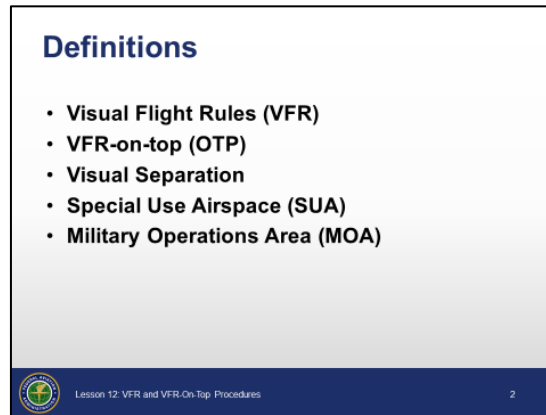 Definitions
• Visual Flight Rules (VFR)
• VFR-on-top (OTP)
• Visual Separation
• Special Use Airspace (SUA)
• Military Operations Area (MOA)
Lesson 12: VFR and VFR-On-Top Procedures
2